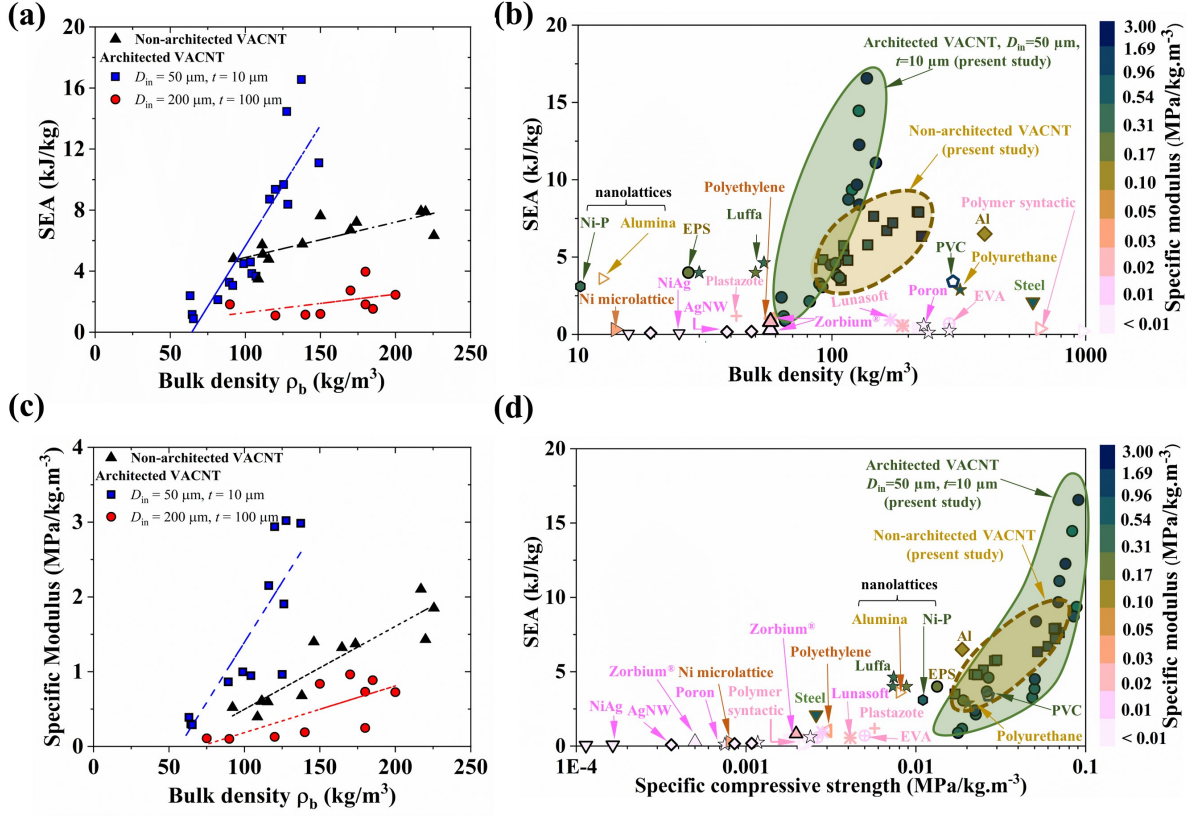 (a)
SEA (kJ/kg)
20
16
12
8
4
0
Non-architected VACNT
Architected VACNT
Din = 50 μm, t = 10 μm
Din = 200 μm, t = 100 μm
0 50 100 150 200 250
Bulk density ρb (kg/m3)
(b)
SEA (kJ/kg)
20
15
10
5
0
Architected VACNT, Din=50 μm,
t=10 μm (present study)
Non-architected VACNT
(present study)
nanolattices
Ni-P
Alumina
EPS
Luffa
Polyethylene
Polymer syntactic
Al
PVC
Polyurethane
Steel
NiAg
Plastazote
Ni microlattice
AgNW
Zorbium®
Lunasoft
Poron
EVA
10 100 1000
Bulk density (kg/m3)
3.00
1.69
0.96
0.54
0.31
0.17
0.10
0.05
0.03
0.02
0.01
< 0.01
Specific modulus (MPa/kg.m-3)
(c)
Specific Modulus (MPa/kg.m-3)
4
3
2
1
0
Non-architected VACNT
Architected VACNT
Din = 50 μm, t = 10 μm
Din = 200 μm, t = 100 μm
0 50 100 150 200 250
Bulk density ρb (kg/m3)
(d)
SEA (kJ/kg)
20
15
10
5
0
Architected VACNT
Din=50 μm, t=10 μm
(present study)
Non-architected VACNT
(present study)
nanolattices
Alumina
Ni-P
Al
Zorbium®
Polyethylene
Luffa
EPS
Zorbium®
Ni microlattice
Poron
Polymer
syntactic
Steel
Lunasoft
Plastazote
NiAg
AgNW
EVA
PVC
Polyurethane
1E-4 0.001 0.01 0.1
Specific compressive strength (MPa/kg.m-3)
3.00
1.69
0.96
0.54
0.31
0.17
0.10
0.05
0.03
0.02
0.01
< 0.01
Specific modulus (MPa/kg.m-3)